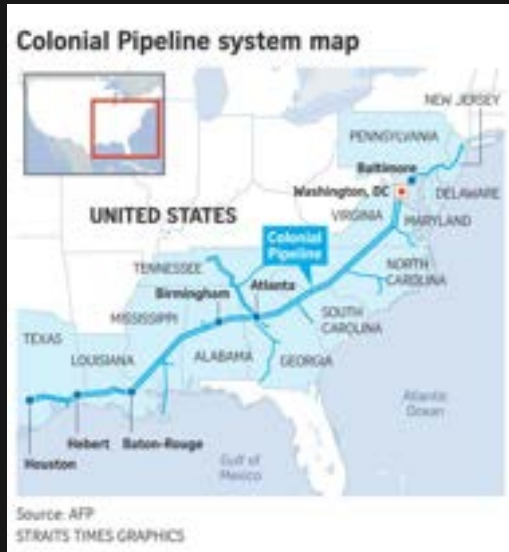 Colonial Pipeline system map
NEW JERSEY
PENNSYLVANIA
Baltimore
Washington, DC
DELAWARE
UNITED STATES
VIRGINIA
MARYLAND
Colonial
Pipeline
TENNESSEE
NORTH
CAROLINA
Birmingham
Atlanta
MISSISSIPPI
SOUTH
CAROLINA
TEXAS
LOUISIANA
ALABAMA
GEORGIA
Atlantic
Ocean
Hebert
Baton-Rouge
Houston
Gulf of
Mexico
Source: AFP
STRAITS TIMES GRAPHICS